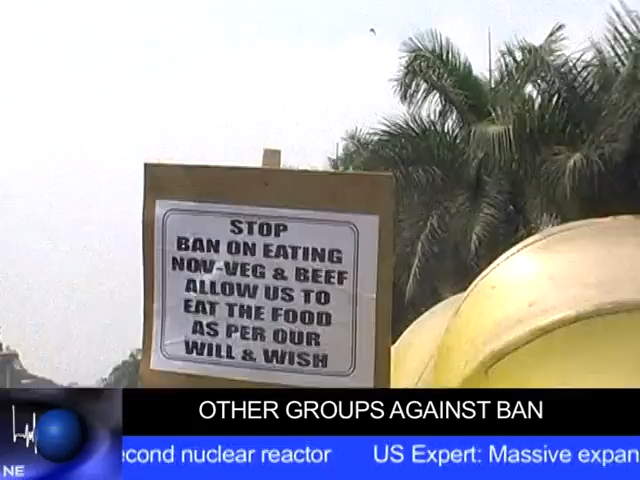 STOP
BAN ON EATING
NOV-VEG & BEEF
ALLOW US TO
EAT THE FOOD
AS PER OUR
WILL & WISH
OTHER GROUPS AGAINST BAN
econd nuclear reactor US Expert: Massive expan
NE